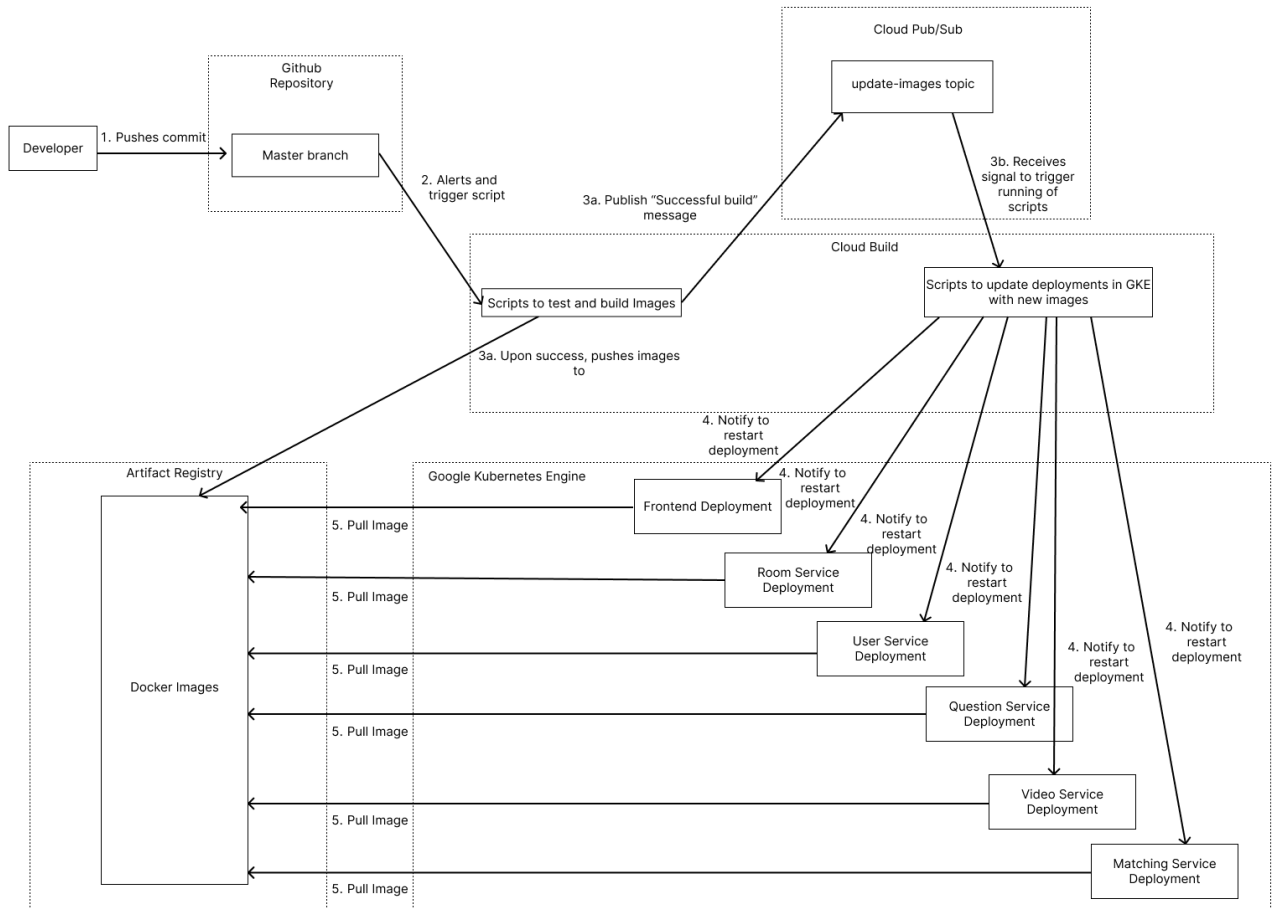 Cloud Pub/Sub
Github
Repository
update-images topic
1. Pushes commit
Developer
Master branch
2. Alerts and
trigger script
3b. Receives
signal to trigger
running of
scripts
3a. Publish “Successful build”
message
Cloud Build
Scripts to test and build Images
Scripts to update deployments in GKE
with new images
3a. Upon success, pushes images
to
4. Notify to
restart
deployment
Artifact Registry
Google Kubernetes Engine
4. Notify to
restart
deployment
Frontend Deployment
5. Pull Image
4. Notify to
restart
deployment
Room Service
Deployment
5. Pull Image
4. Notify to
restart
deployment
User Service
Deployment
5. Pull Image
4. Notify to
restart
deployment
4. Notify to
restart
deployment
Docker Images
Question Service
Deployment
5. Pull Image
Video Service
Deployment
5. Pull Image
Matching Service
Deployment
5. Pull Image